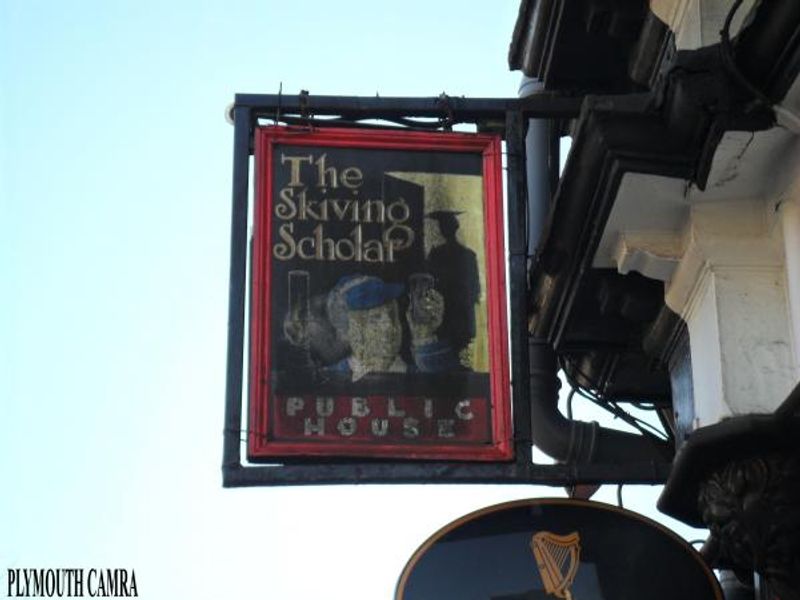 The
Skiving
Scholar
PUBLIC
HOUSE
PLYMOUTH CAMRA